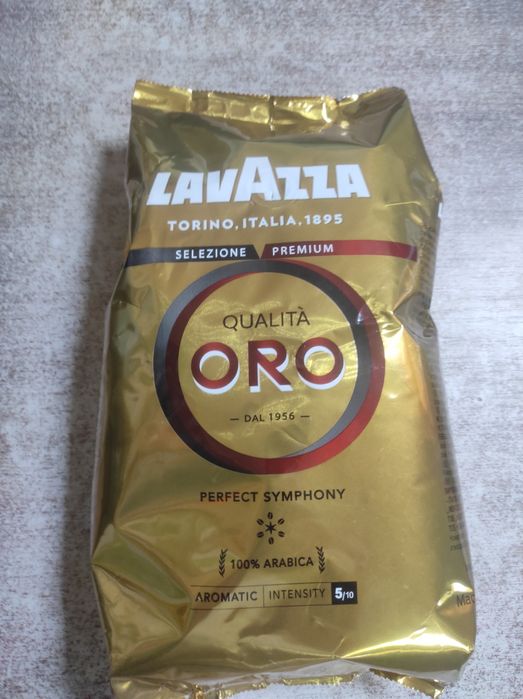 LAVAZZA
TORINO, ITALIA, 1895
SELEZIONE PREMIUM
QUALITÀ
ORO
— DAL 1956 —
PERFECT SYMPHONY
100% ARABICA
AROMATIC INTENSITY 5/10